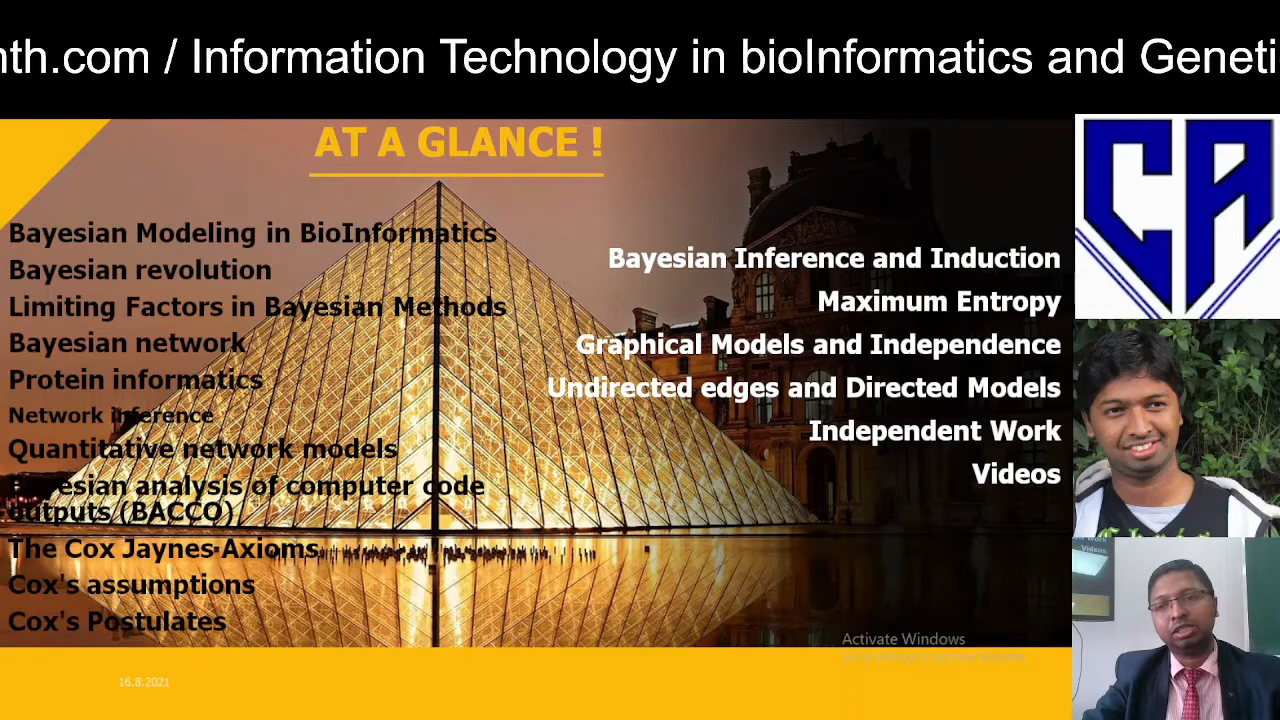 nth.com / Information Technology in bioInformatics and Geneti
AT A GLANCE !
Bayesian Modeling in BioInformatics
Bayesian revolution
Limiting Factors in Bayesian Methods
Bayesian network
Protein informatics
Network inference
Quantitative network models
Bayesian analysis of computer code
outputs (BACCO)
The Cox Jaynes Axioms
Cox's assumptions
Cox's Postulates
Bayesian Inference and Induction
Maximum Entropy
Graphical Models and Independence
Undirected edges and Directed Models
Independent Work
Videos
CA
Videos
Activate Windows
16.8.2021